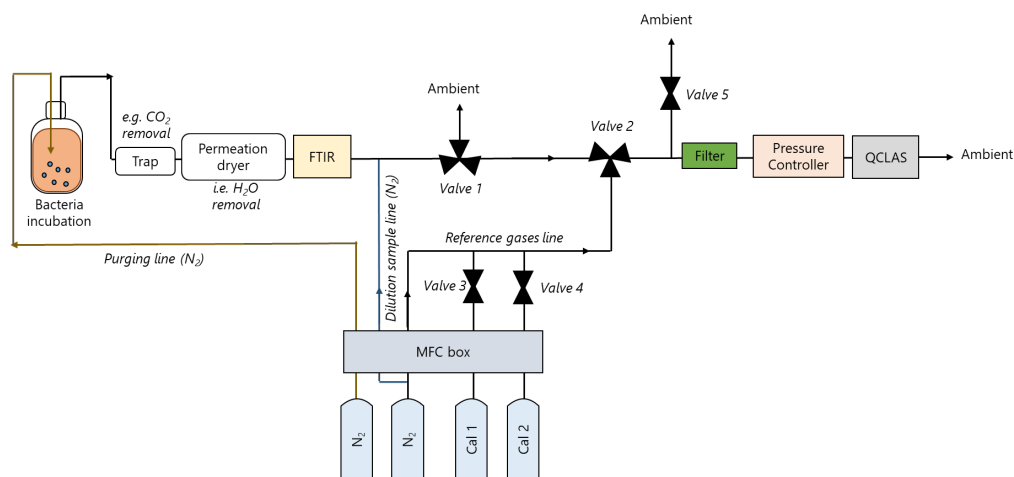 Ambient
Valve 5
Ambient
Valve 2
e.g. CO₂
removal
Trap
Permeation
dryer
i.e. H₂O
removal
FTIR
Valve 1
Filter
Pressure
Controller
QCLAS
Ambient
Bacteria
incubation
Purging line (N₂)
Dilution sample line (N₂)
Reference gases line
Valve 3
Valve 4
MFC box
N₂
N₂
Cal 1
Cal 2